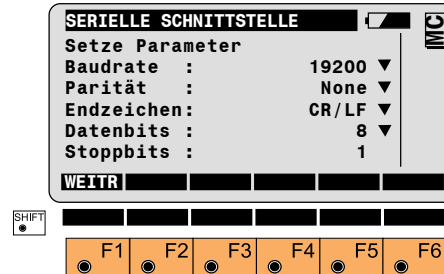 SERIELLE SCHNITTSTELLE
MC
Setze Parameter
Baudrate : 19200 ▼
Parität : None ▼
Endzeichen: CR/LF ▼
Datenbits : 8 ▼
Stoppbits : 1
WEITR
SHIFT
F1 F2 F3 F4 F5 F6